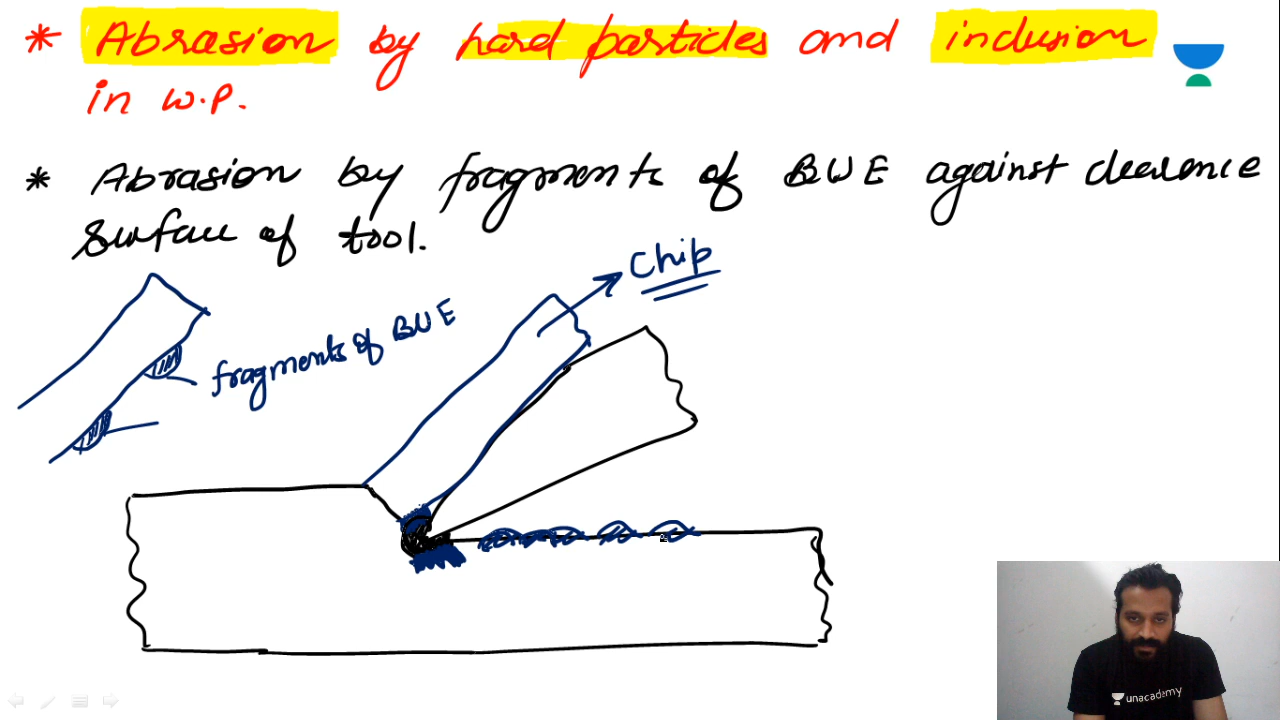 * Abrasion by hard particles and inclusion
in w.p.
* Abrasion by fragments of BUE against clearence
Surface of tool.
Chip
fragments of BUE
unacademy